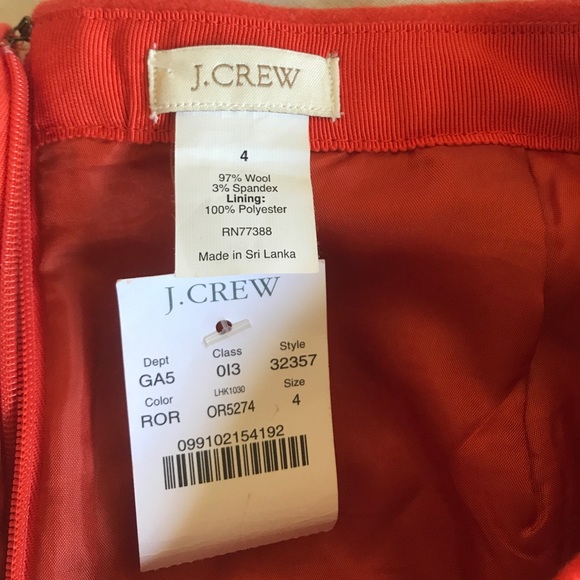 J.CREW
4
97% Wool
3% Spandex
Lining:
100% Polyester
RN77388
Made in Sri Lanka
J.CREW
Dept Class Style
GA5 0I3 32357
Color LHK1030 Size
ROR OR5274 4
099102154192